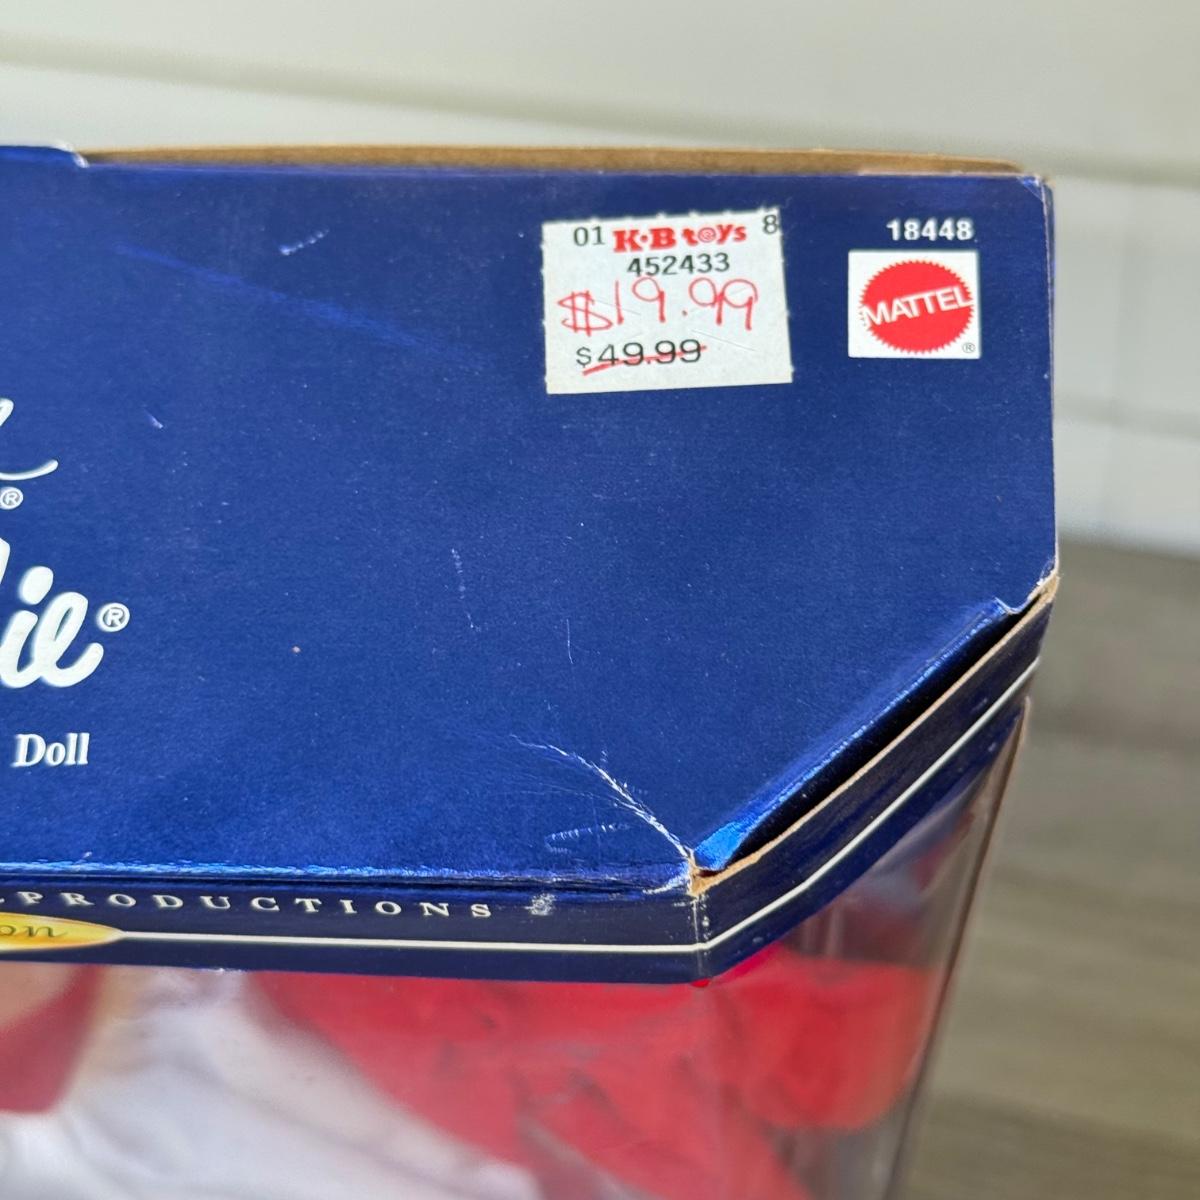 01 K·B toys 8
452433
$19.99
$49.99
18448
MATTEL®
®
®
Doll
PRODUCTIONS